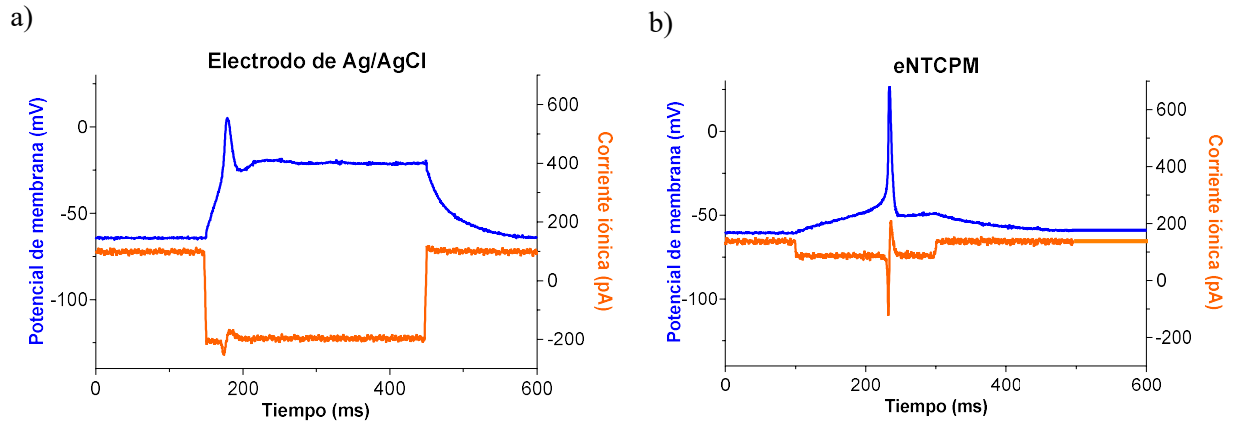 a)
Electrodo de Ag/AgCl
Potencial de membrana (mV)
0
-50
-100
600
400
200
0
-200
Corriente iónica (pA)
0
200
400
600
Tiempo (ms)
b)
eNTCPM
Potencial de membrana (mV)
0
-50
-100
600
400
200
0
-200
Corriente iónica (pA)
0
200
400
600
Tiempo (ms)